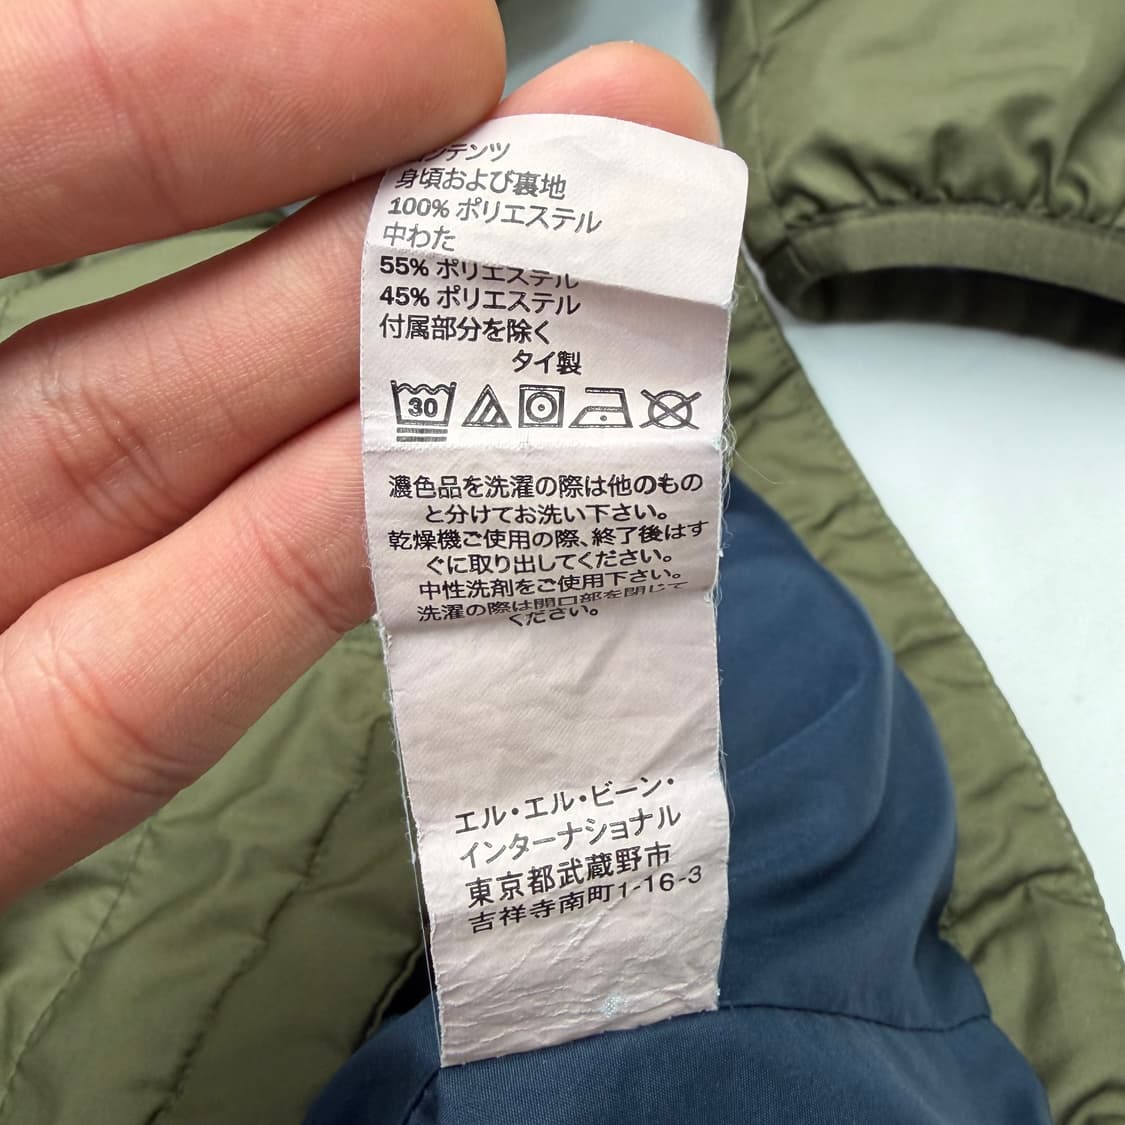 コンテンツ
身頃および裏地
100% ポリエステル
中わた
55% ポリエステル
45% ポリエステル
付属部分を除く
タイ製
30
濃色品を洗濯の際は他のもの
と分けてお洗い下さい。
乾燥機ご使用の際、終了後はす
ぐに取り出してください。
中性洗剤をご使用下さい。
洗濯の際は開口部を閉じて
ください。
エル・エル・ビーン・
インターナショナル
東京都武蔵野市
吉祥寺南町1-16-3